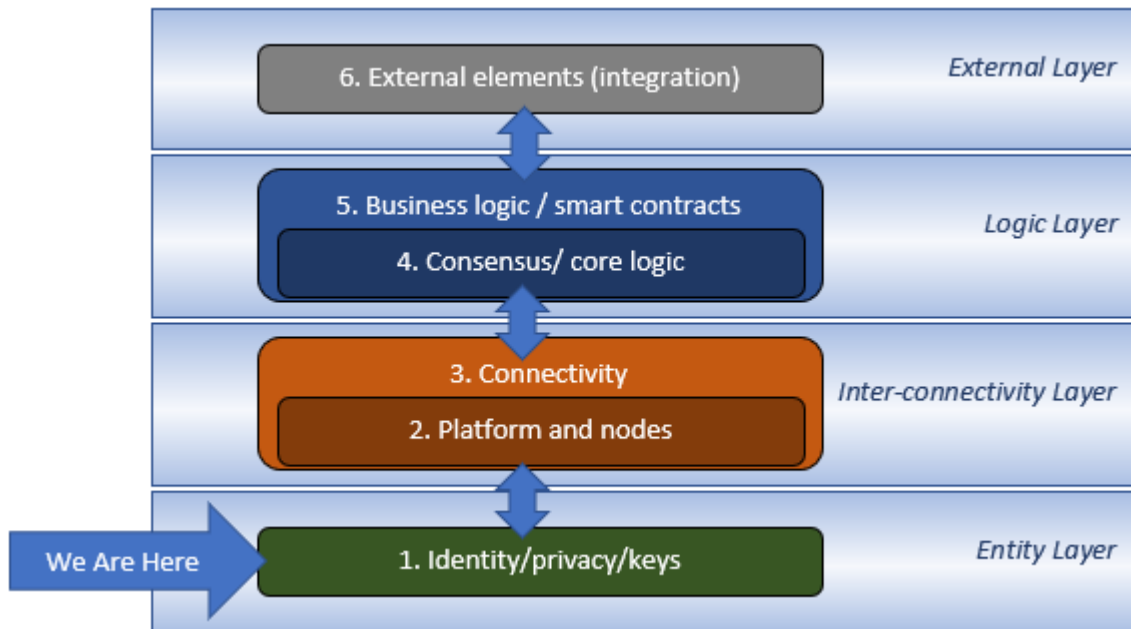 6. External elements (integration)
External Layer
5. Business logic / smart contracts
Logic Layer
4. Consensus/ core logic
3. Connectivity
Inter-connectivity Layer
2. Platform and nodes
We Are Here
1. Identity/privacy/keys
Entity Layer